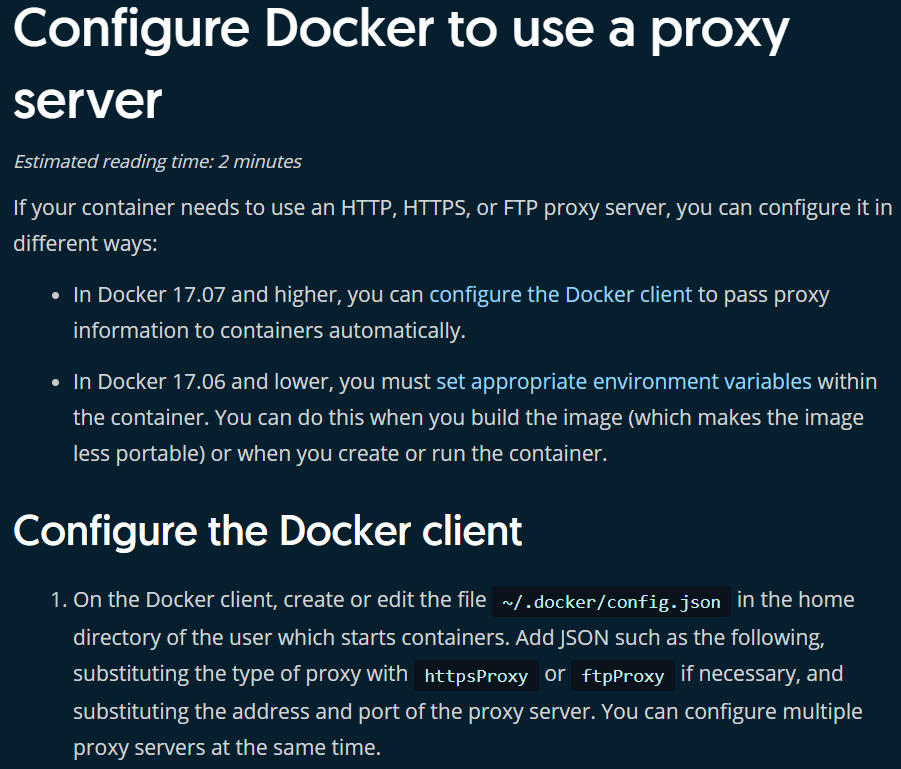 Configure Docker to use a proxy
server
Estimated reading time: 2 minutes
If your container needs to use an HTTP, HTTPS, or FTP proxy server, you can configure it in
different ways:
• In Docker 17.07 and higher, you can configure the Docker client to pass proxy
information to containers automatically.
• In Docker 17.06 and lower, you must set appropriate environment variables within
the container. You can do this when you build the image (which makes the image
less portable) or when you create or run the container.
Configure the Docker client
1. On the Docker client, create or edit the file ~/.docker/config.json in the home
directory of the user which starts containers. Add JSON such as the following,
substituting the type of proxy with httpsProxy or ftpProxy if necessary, and
substituting the address and port of the proxy server. You can configure multiple
proxy servers at the same time.